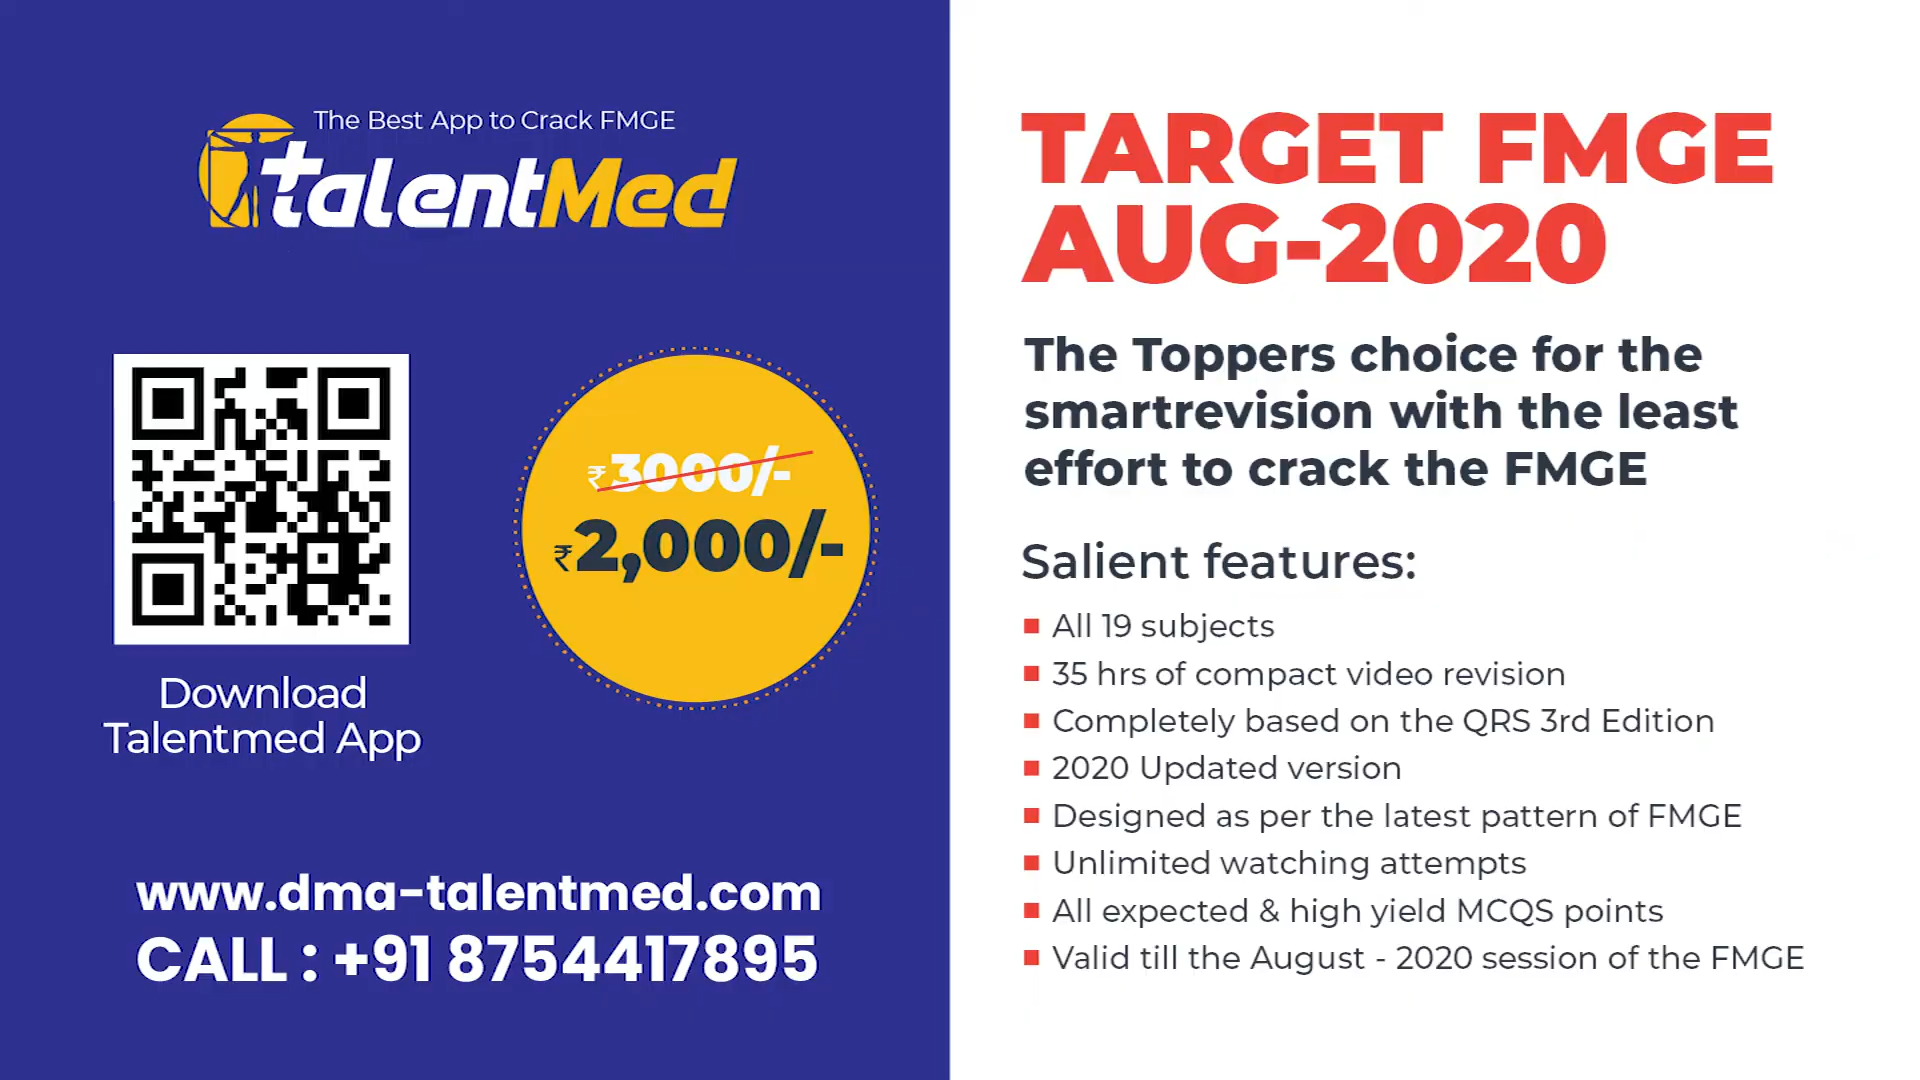 The Best App to Crack FMGE
talentMed
₹3000/-
₹2,000/-
Download
Talentmed App
www.dma-talentmed.com
CALL : +91 8754417895
TARGET FMGE
AUG-2020
The Toppers choice for the
smartrevision with the least
effort to crack the FMGE
Salient features:
All 19 subjects
35 hrs of compact video revision
Completely based on the QRS 3rd Edition
2020 Updated version
Designed as per the latest pattern of FMGE
Unlimited watching attempts
All expected & high yield MCQS points
Valid till the August - 2020 session of the FMGE